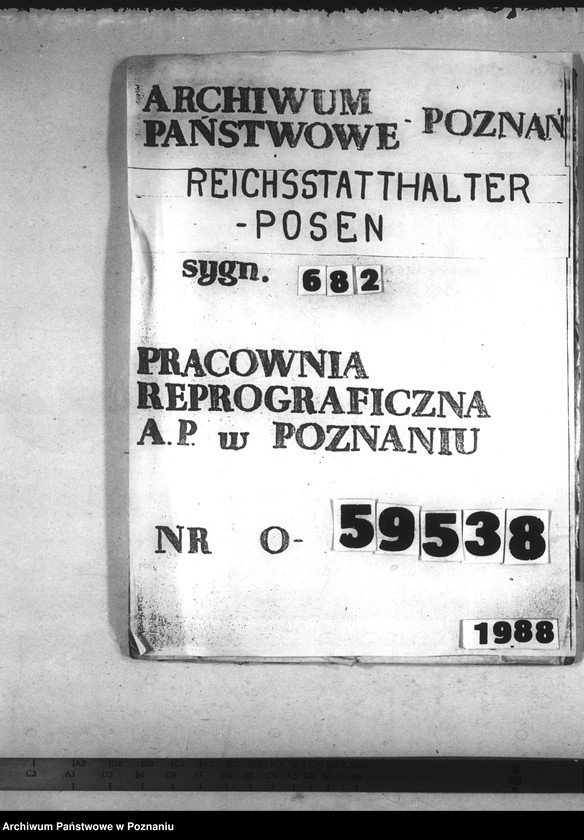 ARCHIWUM
PAŃSTWOWE - POZNAŃ
REICHSSTATTHALTER
-POSEN
sygn. 682
PRACOWNIA
REPROGRAFICZNA
A.P. w POZNANIU
NR O- 59538
1988
Archiwum Państwowe w Poznaniu